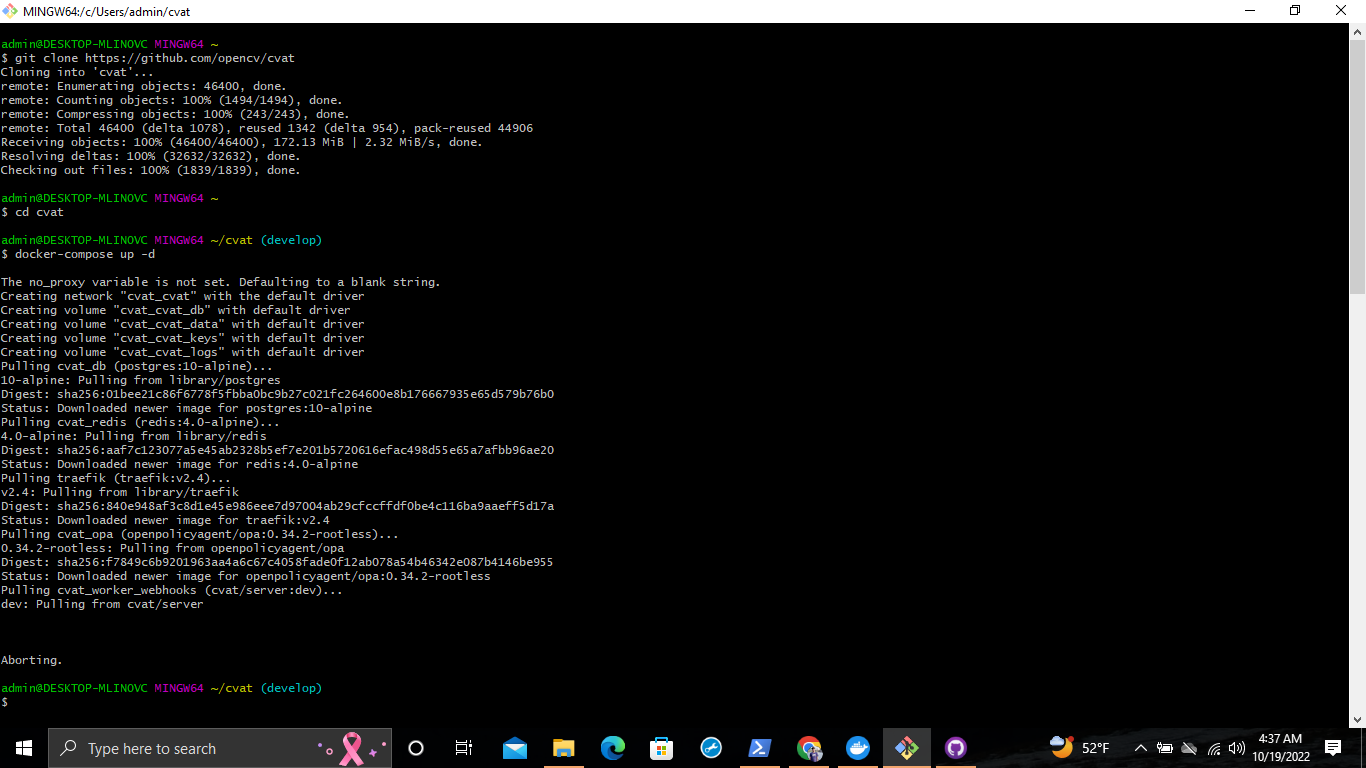 MINGW64:/c/Users/admin/cvat
admin@DESKTOP-MLINOVC MINGW64 ~
$ git clone https://github.com/opencv/cvat
Cloning into 'cvat'...
remote: Enumerating objects: 46400, done.
remote: Counting objects: 100% (1494/1494), done.
remote: Compressing objects: 100% (243/243), done.
remote: Total 46400 (delta 1078), reused 1342 (delta 954), pack-reused 44906
Receiving objects: 100% (46400/46400), 172.13 MiB | 2.32 MiB/s, done.
Resolving deltas: 100% (32632/32632), done.
Checking out files: 100% (1839/1839), done.
admin@DESKTOP-MLINOVC MINGW64 ~
$ cd cvat
admin@DESKTOP-MLINOVC MINGW64 ~/cvat (develop)
$ docker-compose up -d
The no_proxy variable is not set. Defaulting to a blank string.
Creating network "cvat_cvat" with the default driver
Creating volume "cvat_cvat_db" with default driver
Creating volume "cvat_cvat_data" with default driver
Creating volume "cvat_cvat_keys" with default driver
Creating volume "cvat_cvat_logs" with default driver
Pulling cvat_db (postgres:10-alpine)...
10-alpine: Pulling from library/postgres
Digest: sha256:01bee21c86f6778f5fbba0bc9b27c021fc264600e8b176667935e65d579b76b0
Status: Downloaded newer image for postgres:10-alpine
Pulling cvat_redis (redis:4.0-alpine)...
4.0-alpine: Pulling from library/redis
Digest: sha256:aaf7c123077a5e45ab2328b5ef7e201b5720616efac498d55e65a7afbb96ae20
Status: Downloaded newer image for redis:4.0-alpine
Pulling traefik (traefik:v2.4)...
v2.4: Pulling from library/traefik
Digest: sha256:840e948af3c8d1e45e986eee7d97004ab29cfccffdf0be4c116ba9aaeff5d17a
Status: Downloaded newer image for traefik:v2.4
Pulling cvat_opa (openpolicyagent/opa:0.34.2-rootless)...
0.34.2-rootless: Pulling from openpolicyagent/opa
Digest: sha256:f7849c6b9201963aa4a6c67c4058fade0f12ab078a54b46342e087b4146be955
Status: Downloaded newer image for openpolicyagent/opa:0.34.2-rootless
Pulling cvat_worker_webhooks (cvat/server:dev)...
dev: Pulling from cvat/server
Aborting.
admin@DESKTOP-MLINOVC MINGW64 ~/cvat (develop)
$
Type here to search
52°F
4:37 AM
10/19/2022